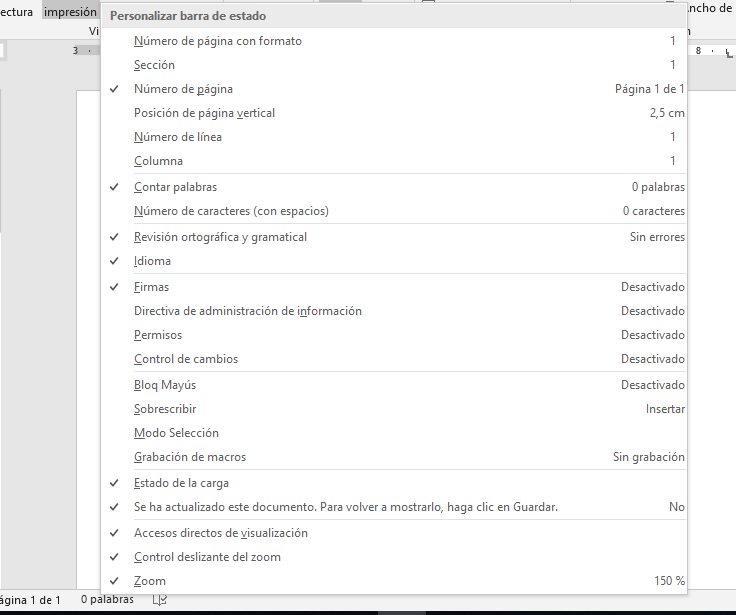 ectura
impresión
ncho de
Vi
3
8
Personalizar barra de estado
Número de página con formato 1
Sección 1
Número de página Página 1 de 1
Posición de página vertical 2,5 cm
Número de línea 1
Columna 1
Contar palabras 0 palabras
Número de caracteres (con espacios) 0 caracteres
Revisión ortográfica y gramatical Sin errores
Idioma
Firmas Desactivado
Directiva de administración de información Desactivado
Permisos Desactivado
Control de cambios Desactivado
Bloq Mayús Desactivado
Sobrescribir Insertar
Modo Selección
Grabación de macros Sin grabación
Estado de la carga
Se ha actualizado este documento. Para volver a mostrarlo, haga clic en Guardar. No
Accesos directos de visualización
Control deslizante del zoom
Zoom 150 %
ágina 1 de 1 0 palabras